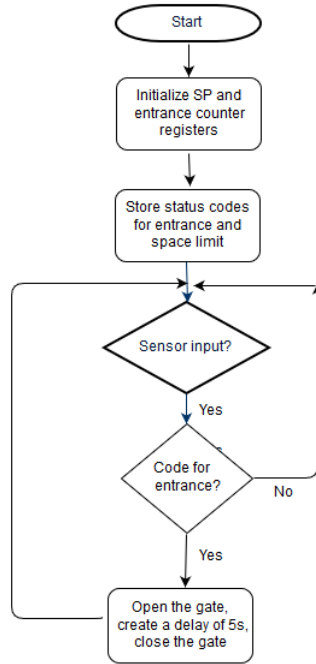 Start
Initialize SP and
entrance counter
registers
Store status codes
for entrance and
space limit
Sensor input?
Yes
Code for
entrance?
No
Yes
Open the gate,
create a delay of 5s,
close the gate